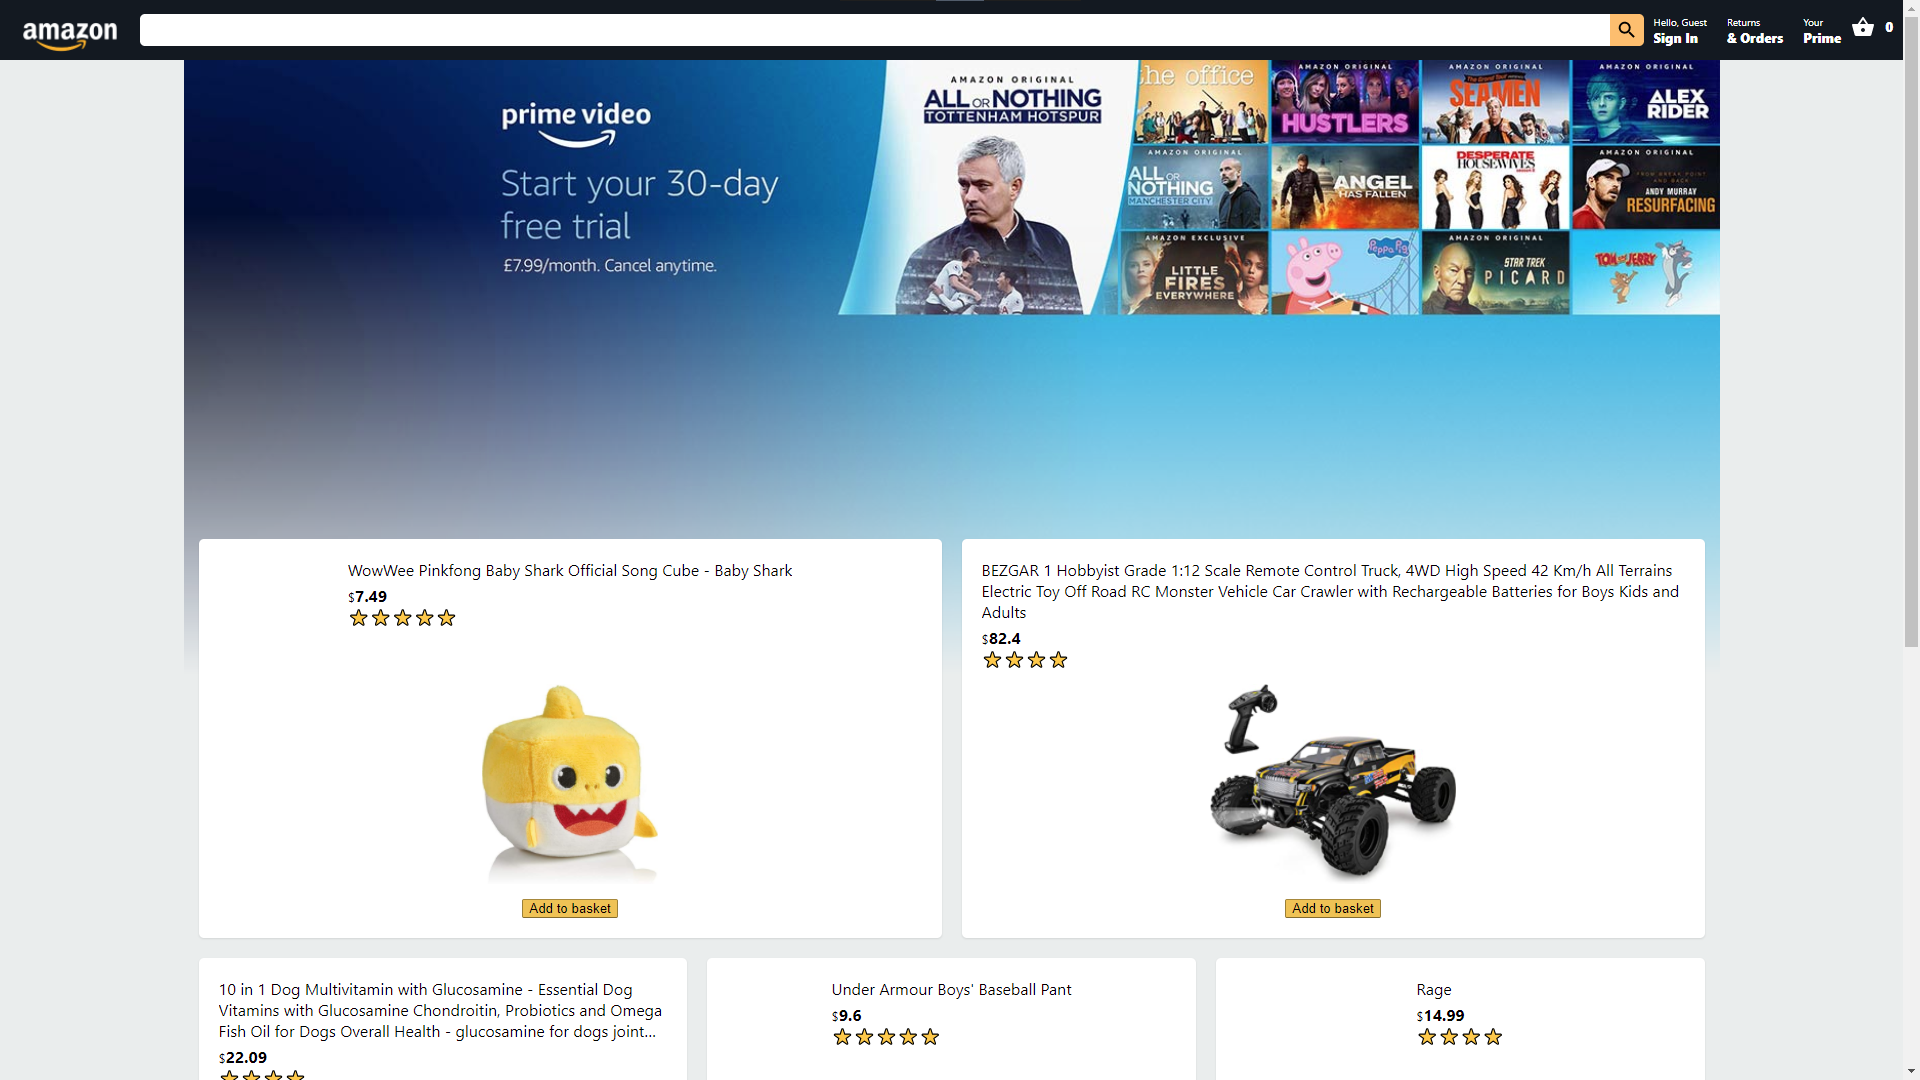 amazon
Hello, Guest
Sign In
Returns
& Orders
Your
Prime
0
prime video
Start your 30-day
free trial
£7.99/month. Cancel anytime.
AMAZON ORIGINAL
ALL OR NOTHING
TOTTENHAM HOTSPUR
the office
AMAZON ORIGINAL
HUSTLERS
AMAZON ORIGINAL
The Grand Tour
SEAMEN
AMAZON ORIGINAL
ALEX
RIDER
AMAZON ORIGINAL
ALL OR
NOTHING
MANCHESTER CITY
ANGEL
HAS FALLEN
DESPERATE
HOUSEWIVES
AMAZON ORIGINAL
ANDY MURRAY
RESURFACING
AMAZON EXCLUSIVE
LITTLE
FIRES
EVERYWHERE
Peppa Pig
AMAZON ORIGINAL
STAR TREK
PICARD
TOM AND JERRY
WowWee Pinkfong Baby Shark Official Song Cube - Baby Shark
$7.49
Add to basket
BEZGAR 1 Hobbyist Grade 1:12 Scale Remote Control Truck, 4WD High Speed 42 Km/h All Terrains
Electric Toy Off Road RC Monster Vehicle Car Crawler with Rechargeable Batteries for Boys Kids and
Adults
$82.4
Add to basket
10 in 1 Dog Multivitamin with Glucosamine - Essential Dog
Vitamins with Glucosamine Chondroitin, Probiotics and Omega
Fish Oil for Dogs Overall Health - glucosamine for dogs joint...
$22.09
Under Armour Boys' Baseball Pant
$9.6
Rage
$14.99